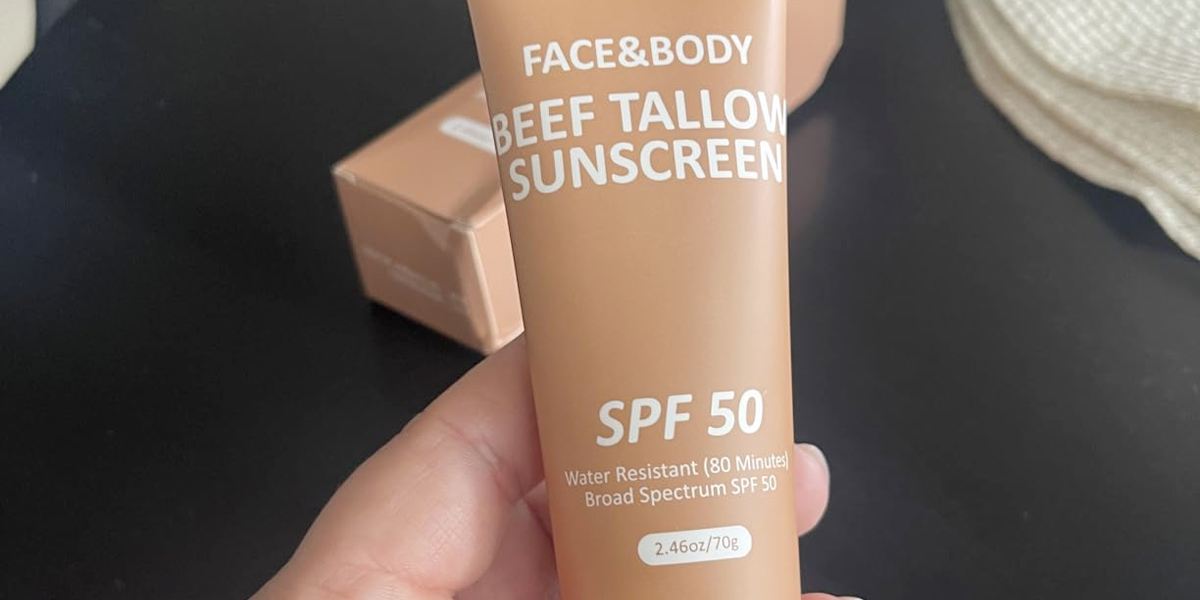 FACE&BODY
BEEF TALLOW
SUNSCREEN
SPF 50
Water Resistant (80 Minutes)
Broad Spectrum SPF 50
2.46oz/70g